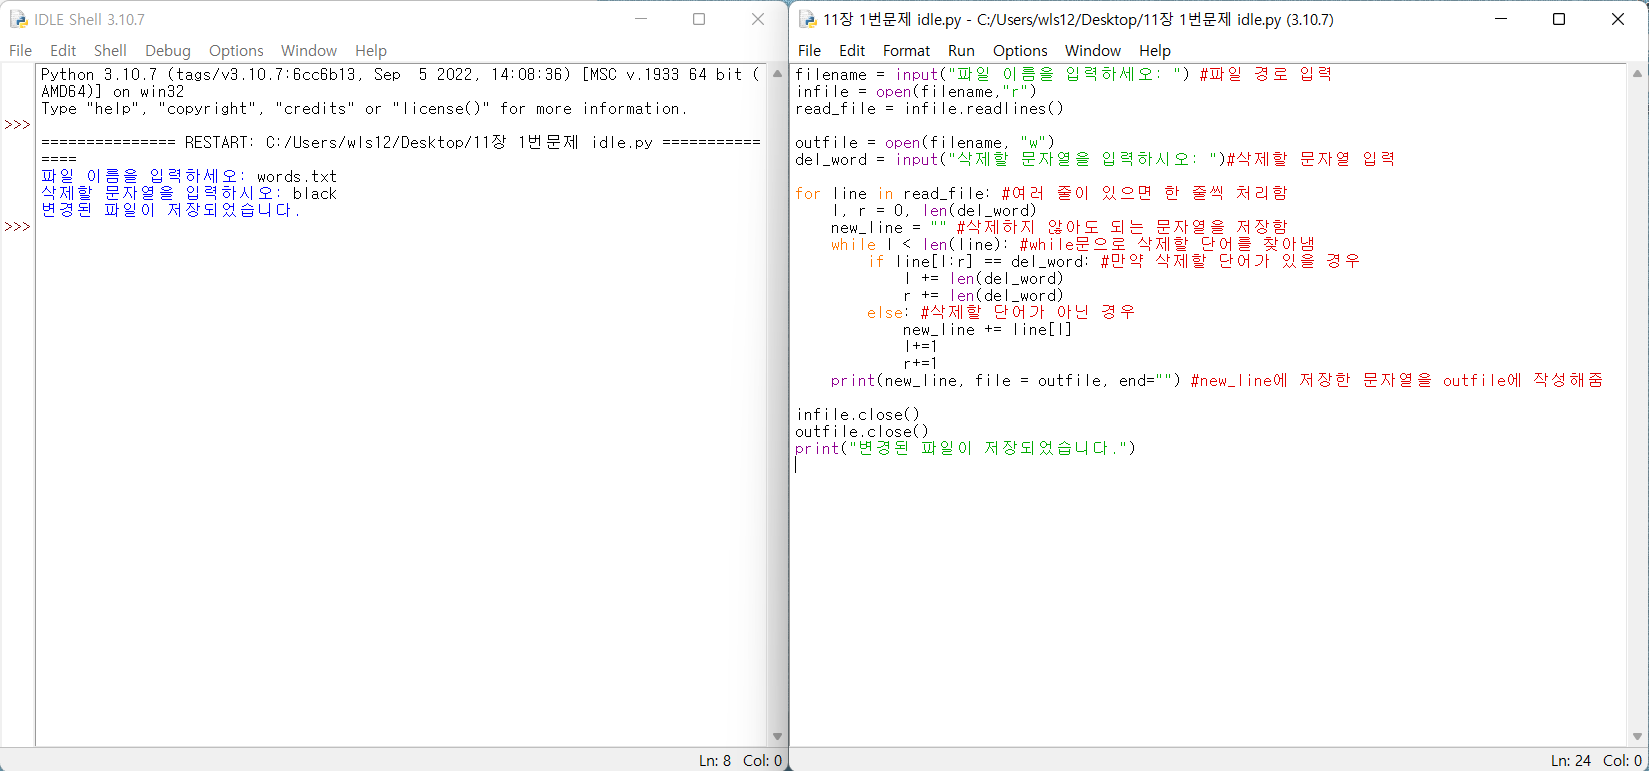 IDLE Shell 3.10.7
File Edit Shell Debug Options Window Help
Python 3.10.7 (tags/v3.10.7:6cc6b13, Sep  5 2022, 14:08:36) [MSC v.1933 64 bit (
AMD64)] on win32
Type "help", "copyright", "credits" or "license()" for more information.
>>>
=============== RESTART: C:/Users/wls12/Desktop/11장 1번문제 idle.py ===========
====
파일 이름을 입력하세오: words.txt
삭제할 문자열을 입력하시오: black
변경된 파일이 저장되었습니다.
>>>
Ln: 8 Col: 0
11장 1번문제 idle.py - C:/Users/wls12/Desktop/11장 1번문제 idle.py (3.10.7)
File Edit Format Run Options Window Help
filename = input("파일 이름을 입력하세오: ") #파일 경로 입력
infile = open(filename,"r")
read_file = infile.readlines()
outfile = open(filename, "w")
del_word = input("삭제할 문자열을 입력하시오: ")#삭제할 문자열 입력
for line in read_file: #여러 줄이 있으면 한 줄씩 처리함
    l, r = 0, len(del_word)
    new_line = "" #삭제하지 않아도 되는 문자열을 저장함
    while l < len(line): #while문으로 삭제할 단어를 찾아냄
        if line[l:r] == del_word: #만약 삭제할 단어가 있을 경우
            l += len(del_word)
            r += len(del_word)
        else: #삭제할 단어가 아닌 경우
            new_line += line[l]
            l+=1
            r+=1
    print(new_line, file = outfile, end="") #new_line에 저장한 문자열을 outfile에 작성해줌
infile.close()
outfile.close()
print("변경된 파일이 저장되었습니다.")
Ln: 24 Col: 0